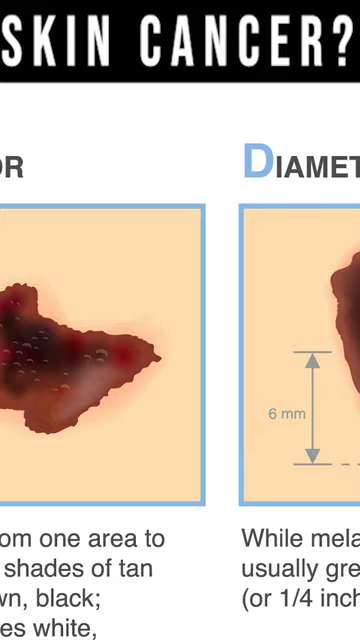 SKIN CANCER?
DIAMET
6 mm
om one area to
shades of tan
wn, black;
es white,
While mela
usually gre
(or 1/4 inch